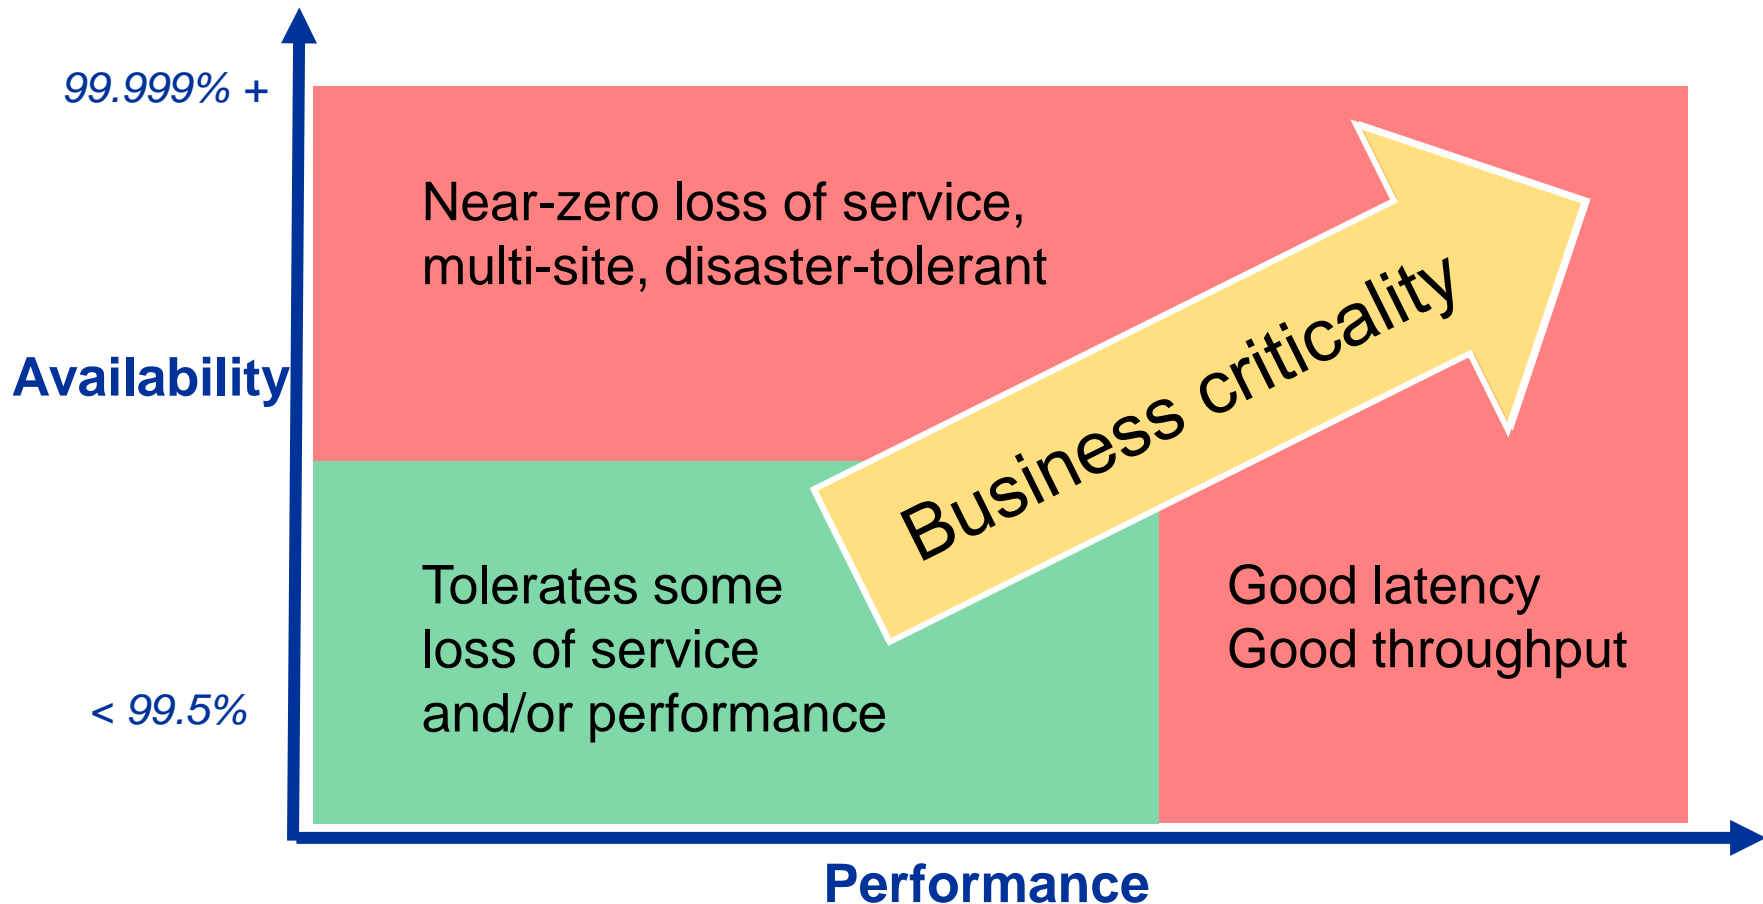 99.999% +
Near-zero loss of service,
multi-site, disaster-tolerant
Availability
Business criticality
Tolerates some
loss of service
and/or performance
Good latency
Good throughput
< 99.5%
Performance